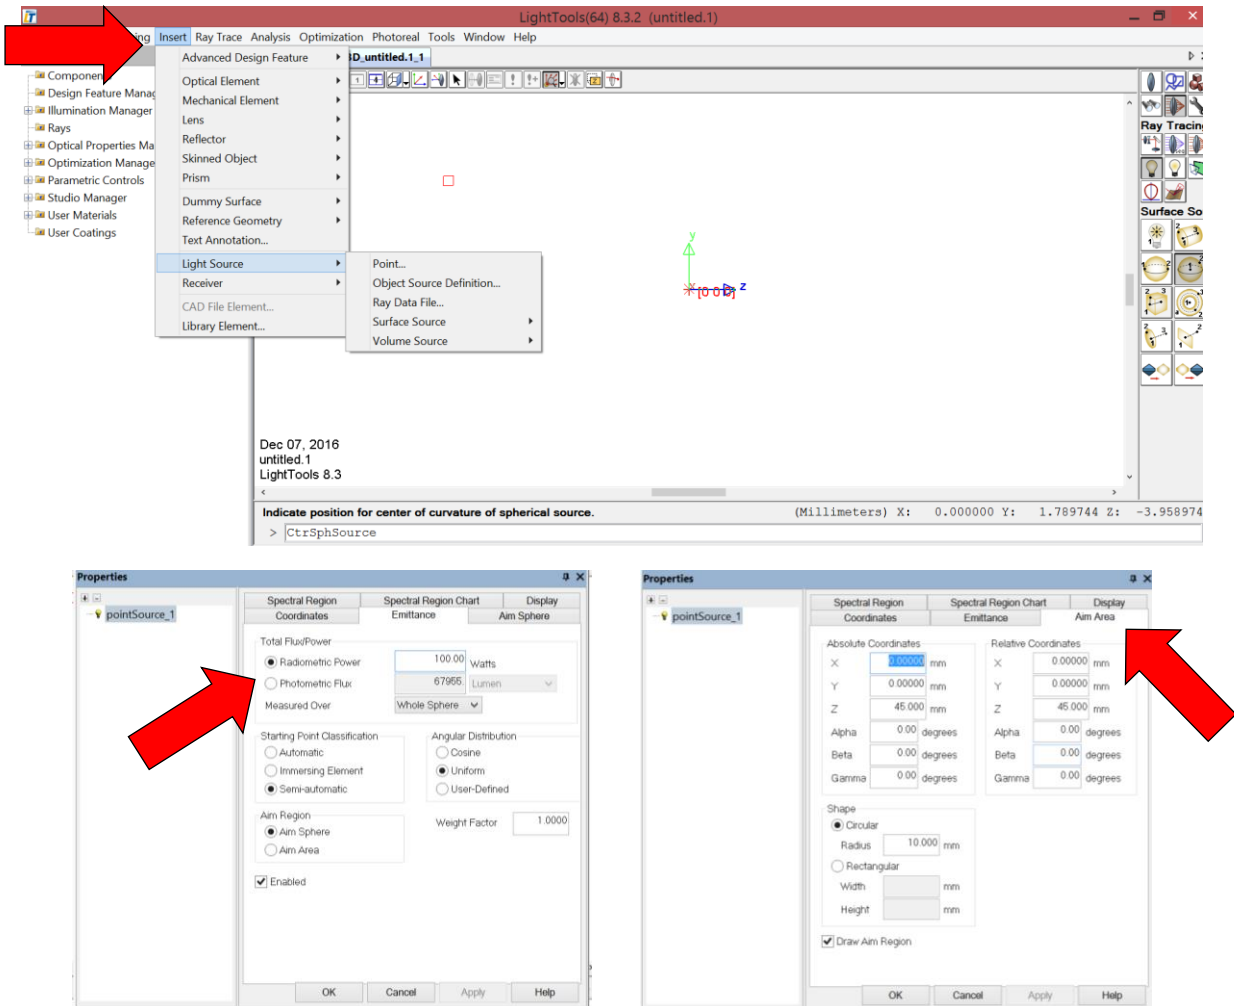 LightTools(64) 8.3.2 (untitled.1)
Insert Ray Trace Analysis Optimization Photoreal Tools Window Help
Advanced Design Feature
Optical Element
Mechanical Element
Lens
Reflector
Skinned Object
Prism
Dummy Surface
Reference Geometry
Text Annotation...
Light Source
Receiver
CAD File Element...
Library Element...
Point...
Object Source Definition...
Ray Data File...
Surface Source
Volume Source
3D_untitled.1_1
Componen
Design Feature Manag
Illumination Manager
Rays
Optical Properties Ma
Optimization Manage
Parametric Controls
Studio Manager
User Materials
User Coatings
y
[0 0 0]
z
Ray Tracing
Surface So
Dec 07, 2016
untitled.1
LightTools 8.3
Indicate position for center of curvature of spherical source.
(Millimeters) X: 0.000000 Y: 1.789744 Z: -3.958974
> CtrSphSource
Properties
pointSource_1
Spectral Region Spectral Region Chart Display
Coordinates Emittance Aim Sphere
Total Flux/Power
Radiometric Power 100.00 Watts
Photometric Flux 67955. Lumen
Measured Over Whole Sphere
Starting Point Classification
Automatic
Immersing Element
Semi-automatic
Angular Distribution
Cosine
Uniform
User-Defined
Aim Region
Aim Sphere
Aim Area
Weight Factor 1.0000
Enabled
OK Cancel Apply Help
Properties
pointSource_1
Spectral Region Spectral Region Chart Display
Coordinates Emittance Aim Area
Absolute Coordinates
X 0.00000 mm
Y 0.00000 mm
Z 45.000 mm
Alpha 0.00 degrees
Beta 0.00 degrees
Gamma 0.00 degrees
Relative Coordinates
X 0.00000 mm
Y 0.00000 mm
Z 45.000 mm
Alpha 0.00 degrees
Beta 0.00 degrees
Gamma 0.00 degrees
Shape
Circular
Radius 10.000 mm
Rectangular
Width mm
Height mm
Draw Aim Region
OK Cancel Apply Help